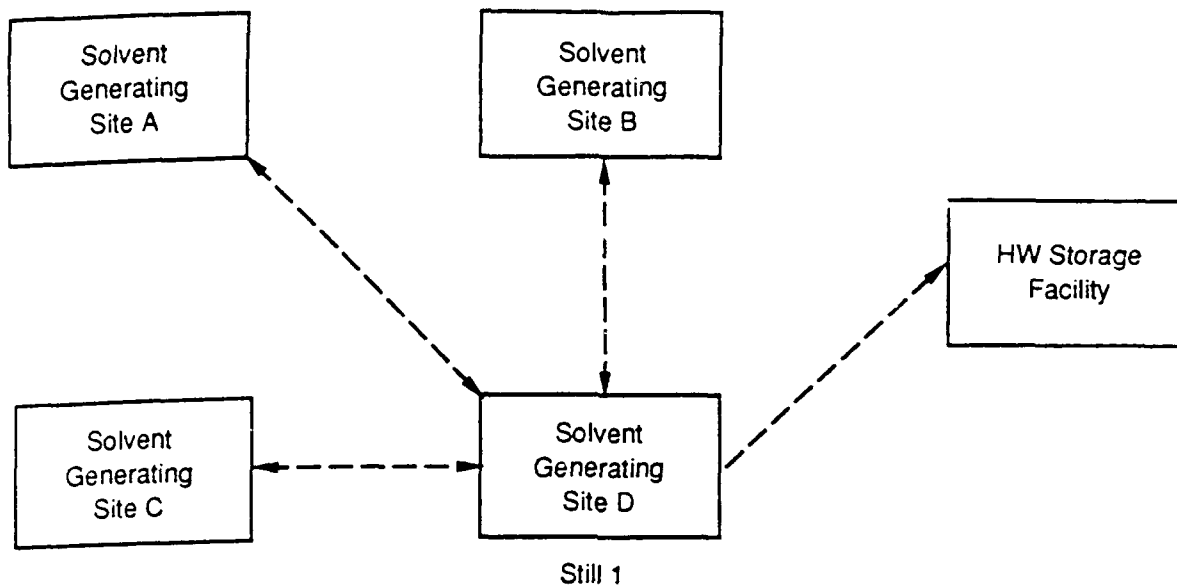 Solvent
Generating
Site A
Solvent
Generating
Site B
HW Storage
Facility
Solvent
Generating
Site C
Solvent
Generating
Site D
Still 1